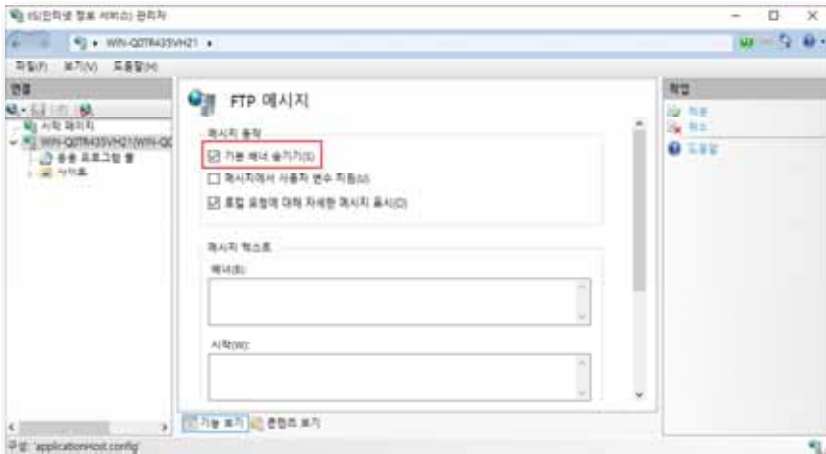 IIS(인터넷 정보 서비스) 관리자
WIN-Q0TR435VH21
파일(F) 보기(V) 도움말(H)
연결
시작 페이지
WIN-Q0TR435VH21(WIN-Q0
응용 프로그램 풀
사이트
FTP 메시지
메시지 동작
기본 배너 숨기기(S)
메시지에서 사용자 변수 지원(U)
로컬 요청에 대해 자세한 메시지 표시(D)
메시지 텍스트
배너(B):
시작(W):
기능 보기 콘텐츠 보기
작업
적용
취소
도움말
구성: 'applicationHost.config'